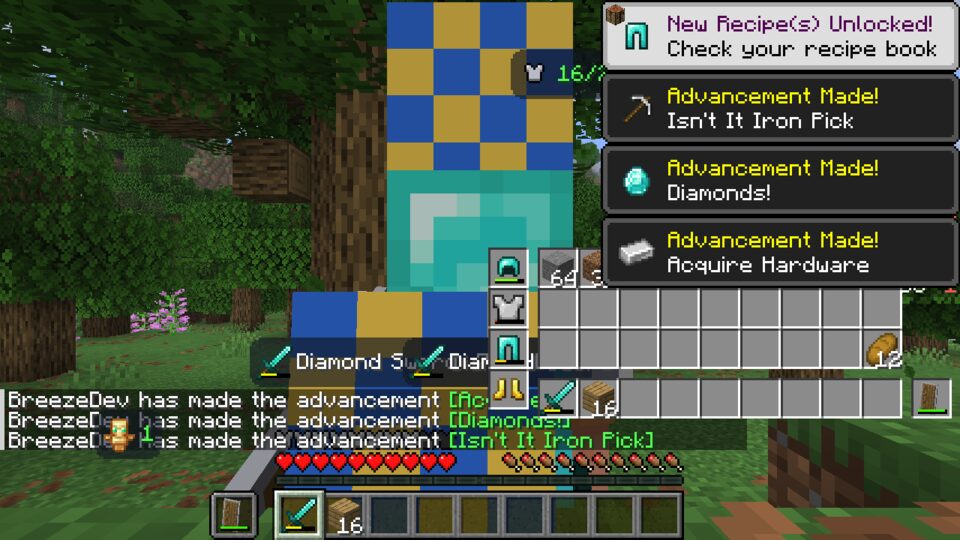 New Recipe(s) Unlocked!
Check your recipe book
16/
Advancement Made!
Isn't It Iron Pick
Advancement Made!
Diamonds!
Advancement Made!
Acquire Hardware
64
12
Diamond
16
BreezeDev has made the advancement
BreezeDev has made the advancement [Diamonds!]
1
BreezeDev has made the advancement [Isn't It Iron Pick]
16